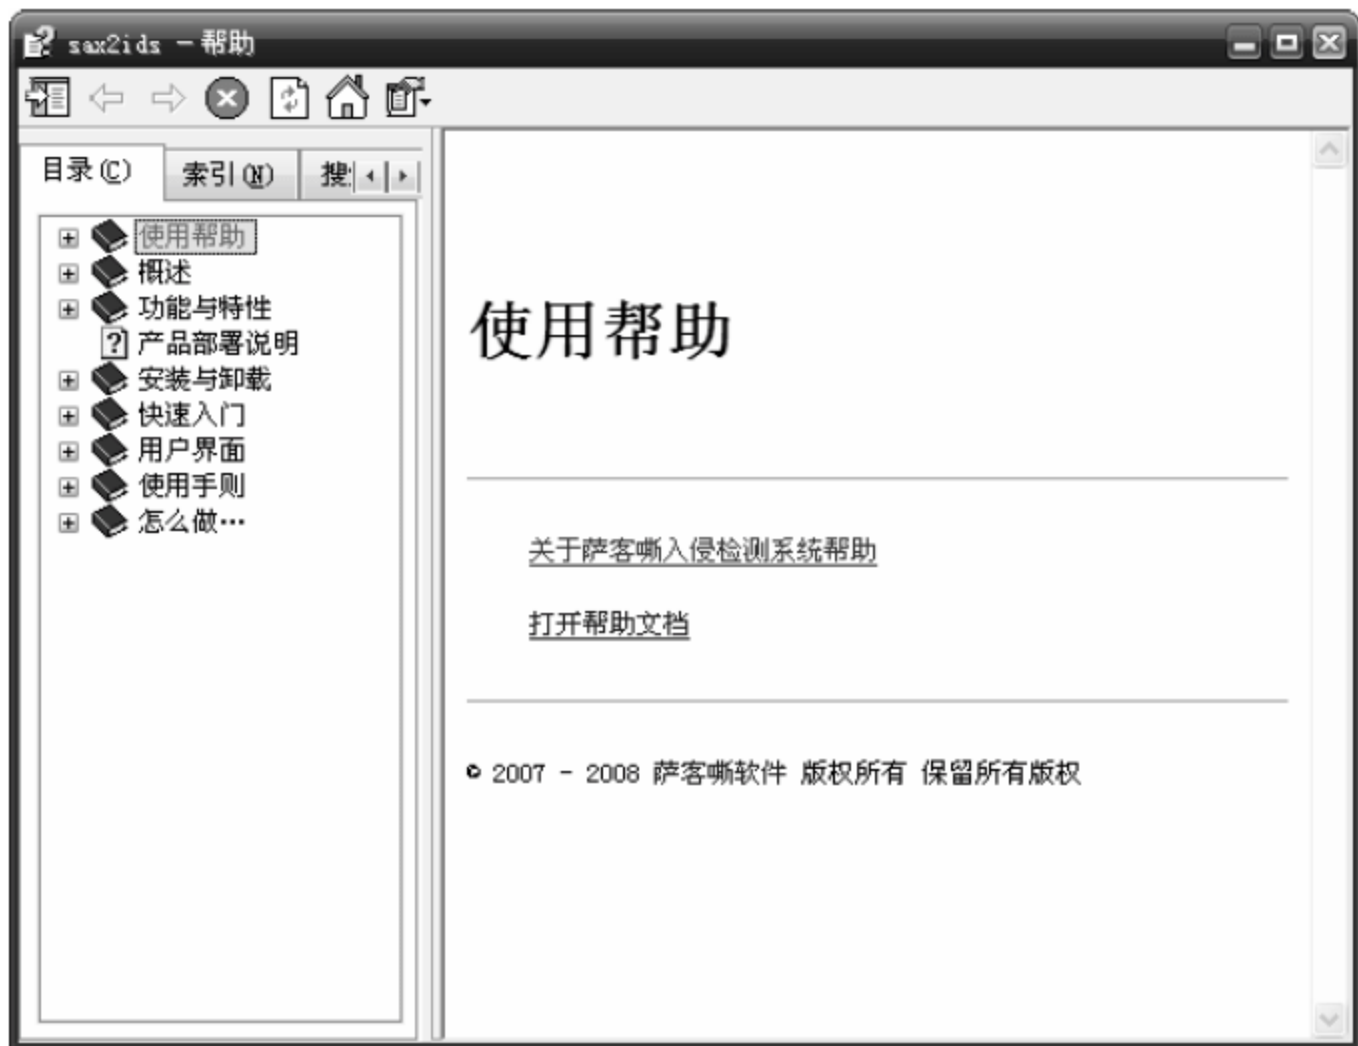 sax2ids - 帮助
目录(C)
索引(N)
搜
使用帮助
概述
功能与特性
产品部署说明
安装与卸载
快速入门
用户界面
使用手则
怎么做…
使用帮助
关于萨客嘶入侵检测系统帮助
打开帮助文档
© 2007 - 2008 萨客嘶软件 版权所有 保留所有版权